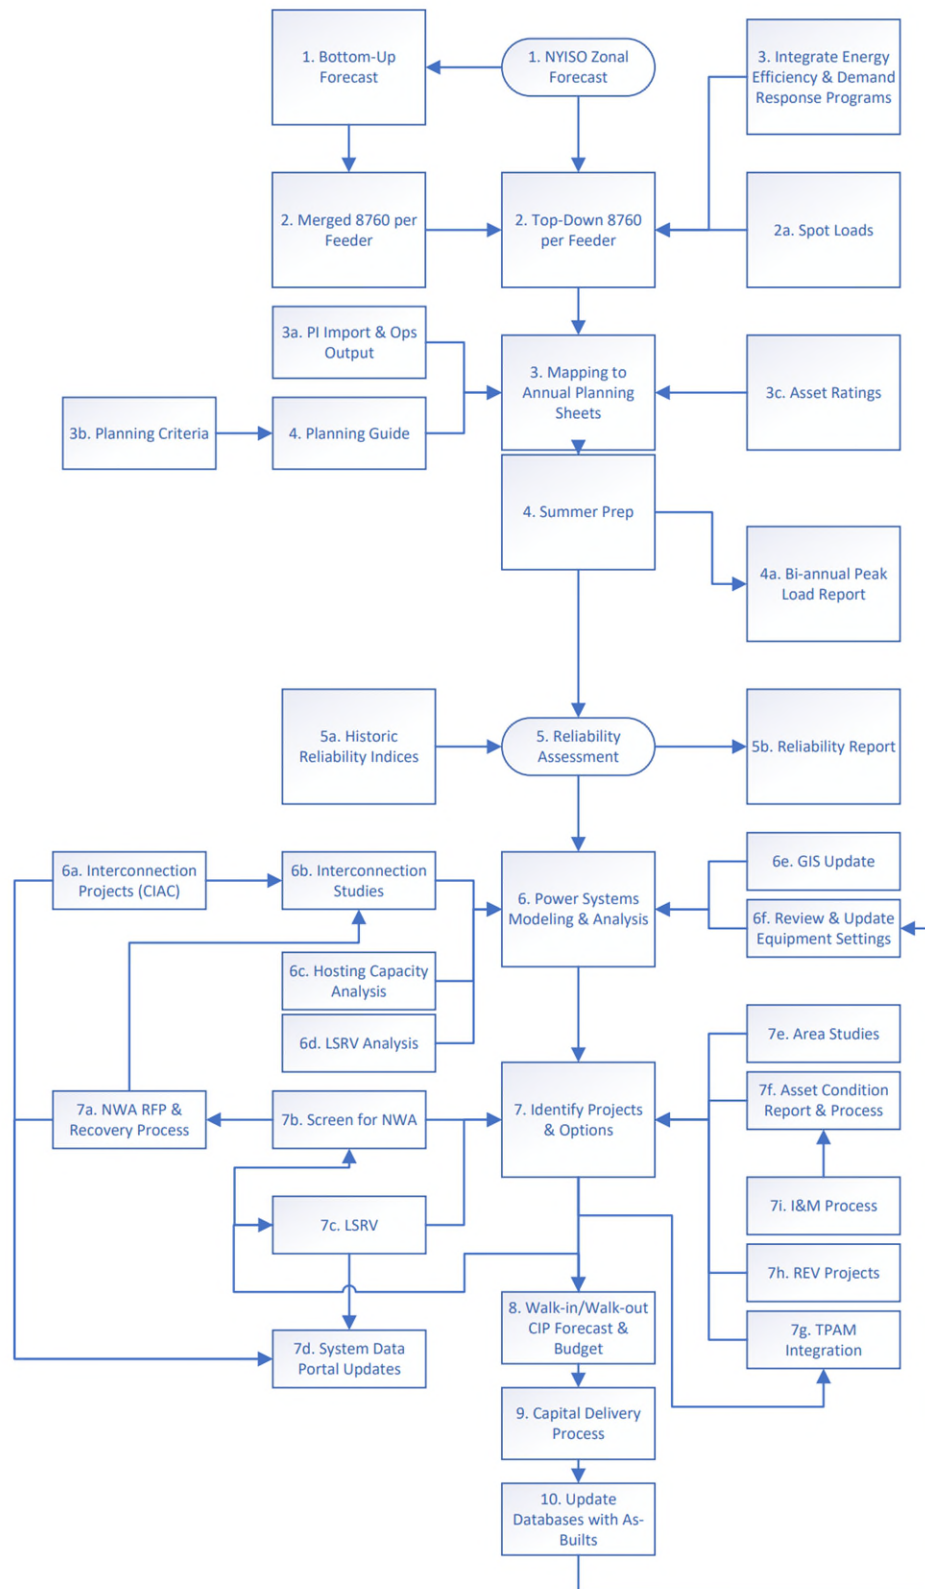 1. Bottom-Up
Forecast
1. NYISO Zonal
Forecast
3. Integrate Energy
Efficiency & Demand
Response Programs
2. Merged 8760 per
Feeder
2. Top-Down 8760
per Feeder
2a. Spot Loads
3a. PI Import & Ops
Output
3. Mapping to
Annual Planning
Sheets
3c. Asset Ratings
3b. Planning Criteria
4. Planning Guide
4. Summer Prep
4a. Bi-annual Peak
Load Report
5a. Historic
Reliability Indices
5. Reliability
Assessment
5b. Reliability Report
6a. Interconnection
Projects (CIAC)
6b. Interconnection
Studies
6. Power Systems
Modeling & Analysis
6e. GIS Update
6f. Review & Update
Equipment Settings
6c. Hosting Capacity
Analysis
6d. LSRV Analysis
7e. Area Studies
7a. NWA RFP &
Recovery Process
7b. Screen for NWA
7. Identify Projects
& Options
7f. Asset Condition
Report & Process
7c. LSRV
7i. I&M Process
7h. REV Projects
7d. System Data
Portal Updates
8. Walk-in/Walk-out
CIP Forecast &
Budget
7g. TPAM
Integration
9. Capital Delivery
Process
10. Update
Databases with As-
Builts